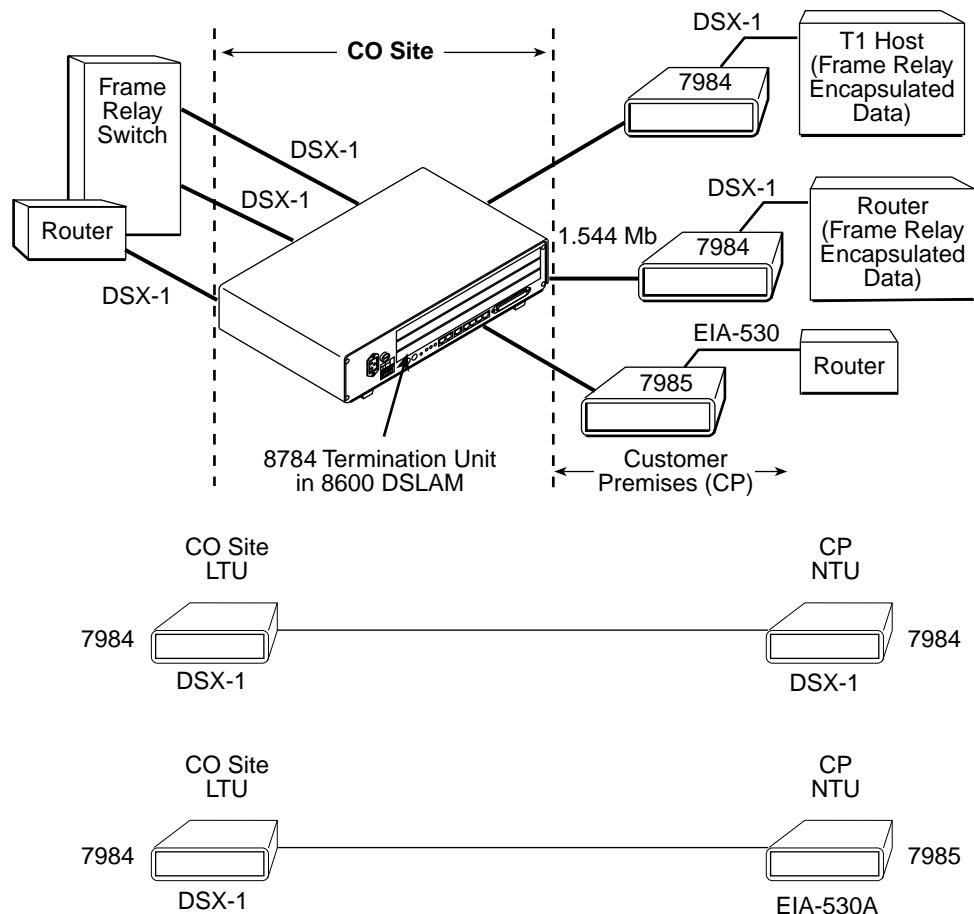 CO Site
DSX-1
T1 Host
(Frame Relay
Encapsulated
Data)
7984
Frame
Relay
Switch
DSX-1
DSX-1
Router
DSX-1
DSX-1
Router
(Frame Relay
Encapsulated
Data)
1.544 Mb
7984
EIA-530
Router
7985
8784 Termination Unit
in 8600 DSLAM
Customer
Premises (CP)
CO Site
LTU
CP
NTU
7984
7984
DSX-1
DSX-1
CO Site
LTU
CP
NTU
7984
7985
DSX-1
EIA-530A